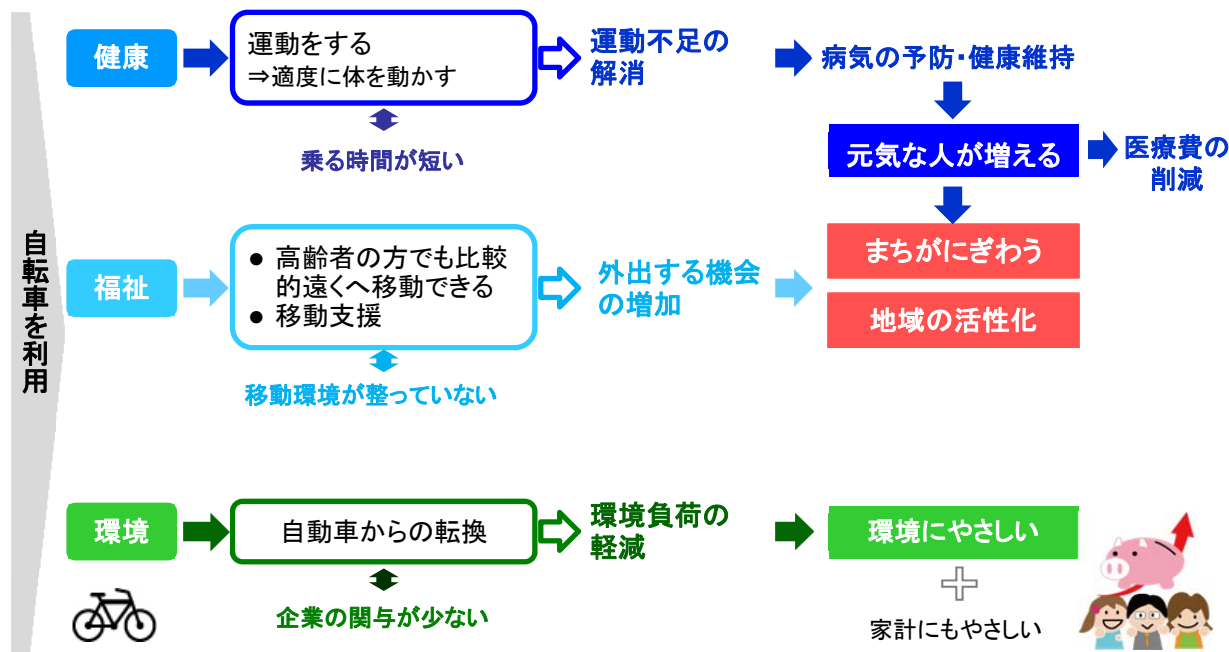 自転車を利用
健康
運動をする
⇒適度に体を動かす
運動不足の
解消
病気の予防・健康維持
乗る時間が短い
元気な人が増える
医療費の
削減
福祉
● 高齢者の方でも比較
的遠くへ移動できる
● 移動支援
外出する機会
の増加
まちがにぎわう
地域の活性化
移動環境が整っていない
環境
自動車からの転換
環境負荷の
軽減
環境にやさしい
企業の関与が少ない
家計にもやさしい